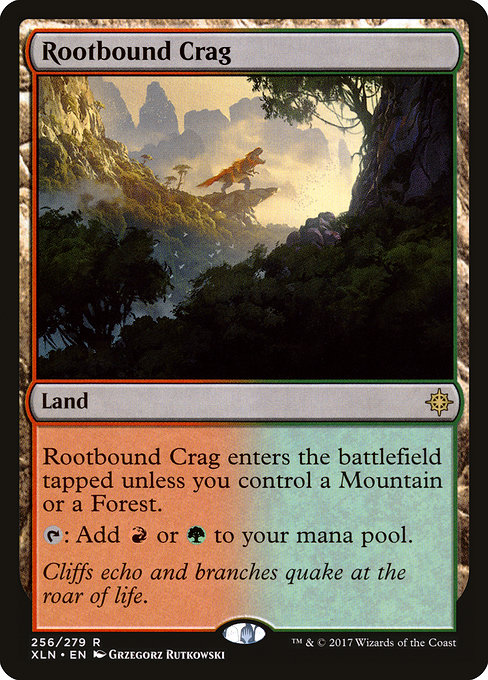 Rootbound Crag
Land
Rootbound Crag enters the battlefield
tapped unless you control a Mountain
or a Forest.
: Add or to your mana pool.
Cliffs echo and branches quake at the
roar of life.
256/279 R
XLN • EN Grzegorz Rutkowski
™ & © 2017 Wizards of the Coast